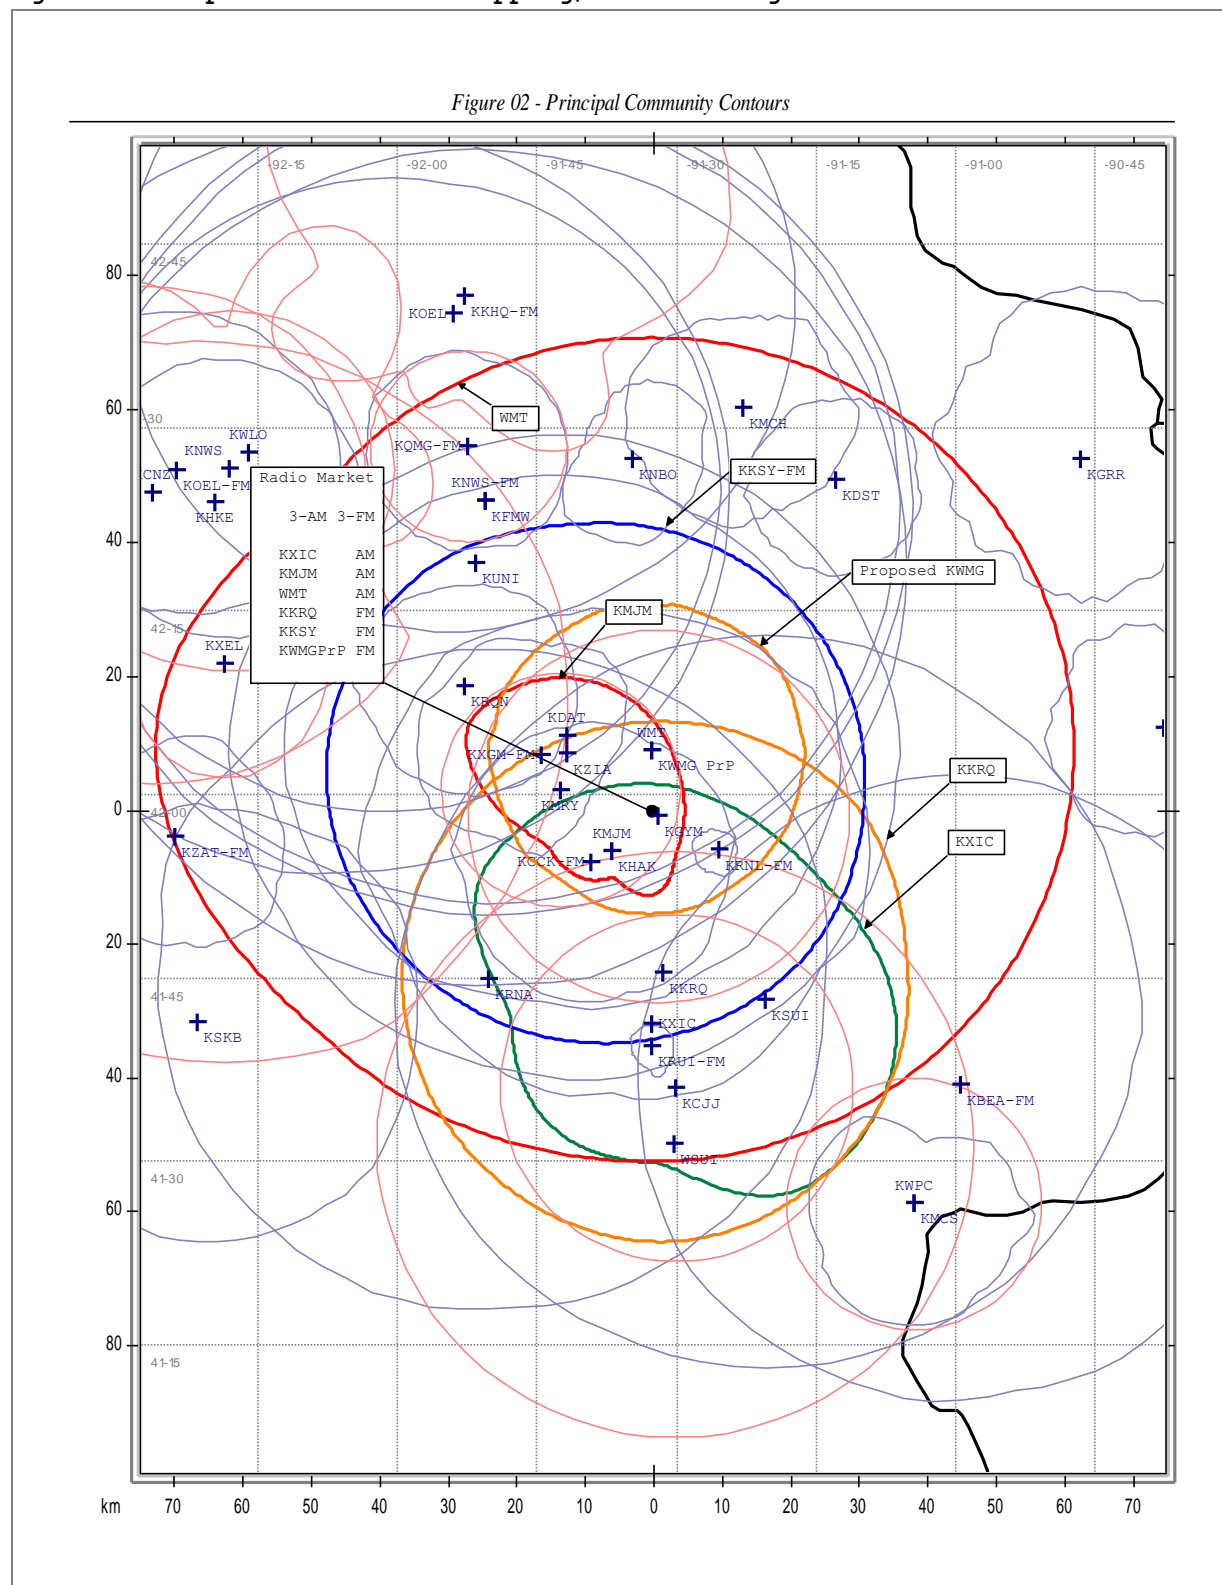 Figure 02 - Principal Community Contours
-92-15
-92-00
-91-45
-91-30
-91-15
-91-00
-90-45
42-45
80
KOEL
KKHQ-FM
WMT
60
-30
KMCH
KWLO
KNWS
KQMG-FM
KNBO
KKSY-FM
KGRR
CNZ
KOEL-FM
KNWS-FM
KDST
KHKE
KFMW
Radio Market
3-AM 3-FM
KXIC AM
KMJM AM
WMT AM
KKRQ FM
KKSY FM
KWMGPrP FM
40
KUNI
Proposed KWMG
KMJM
42-15
KXEL
20
KBQN
KDAT
WMT
KXGM-FM
KZIA
KWMG PrP
KKRQ
KMRY
0
42-00
KGYM
KMJM
KXIC
KZAT-FM
KCCK-FM
KHAK
KRNL-FM
20
KKRQ
41-45
KRNA
KSUI
KSKB
KXIC
KRUI-FM
40
KCJJ
KBEA-FM
WSUI
41-30
KWPC
60
KMCS
80
41-15
km 70 60 50 40 30 20 10 0 10 20 30 40 50 60 70